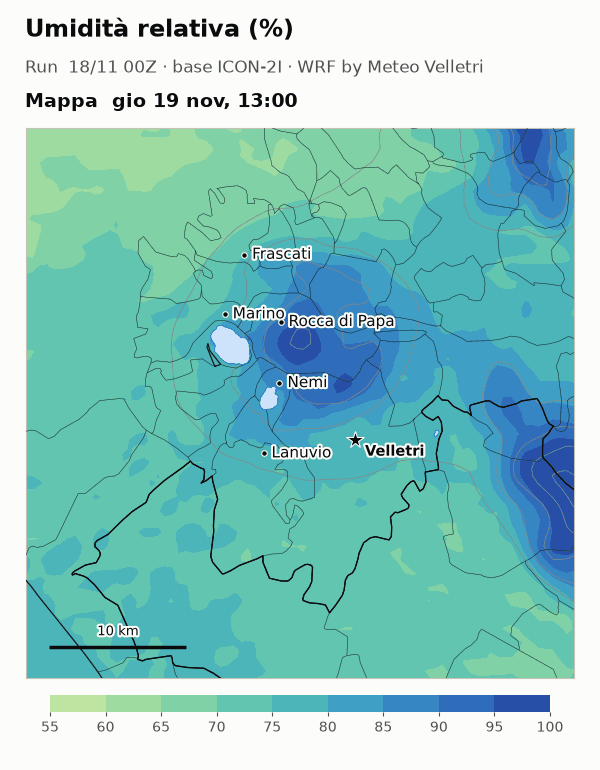 Umidità relativa (%)
Run  18/11 00Z · base ICON-2I · WRF by Meteo Velletri
Mappa  gio 19 nov, 13:00
Frascati
Marino
Rocca di Papa
Nemi
Velletri
Lanuvio
10 km
55 60 65 70 75 80 85 90 95 100